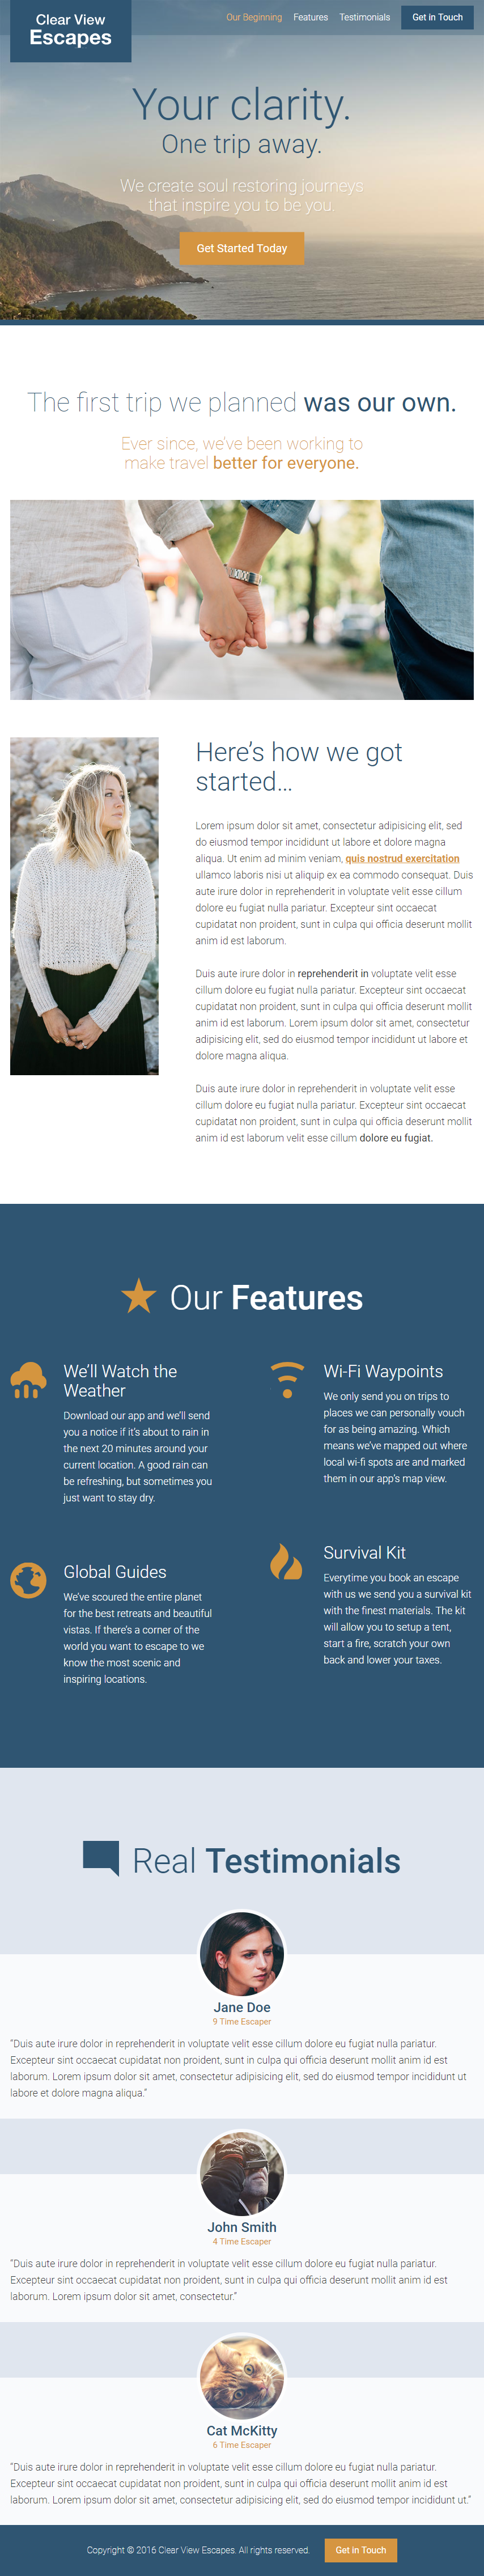 Clear View
Escapes
Our Beginning Features Testimonials Get in Touch
Your clarity.
One trip away.
We create soul restoring journeys
that inspire you to be you.
Get Started Today
The first trip we planned was our own.
Ever since, we've been working to
make travel better for everyone.
Here's how we got
started...
Lorem ipsum dolor sit amet, consectetur adipisicing elit, sed
do eiusmod tempor incididunt ut labore et dolore magna
aliqua. Ut enim ad minim veniam, quis nostrud exercitation
ullamco laboris nisi ut aliquip ex ea commodo consequat. Duis
aute irure dolor in reprehenderit in voluptate velit esse cillum
dolore eu fugiat nulla pariatur. Excepteur sint occaecat
cupidatat non proident, sunt in culpa qui officia deserunt mollit
anim id est laborum.
Duis aute irure dolor in reprehenderit in voluptate velit esse
cillum dolore eu fugiat nulla pariatur. Excepteur sint occaecat
cupidatat non proident, sunt in culpa qui officia deserunt mollit
anim id est laborum. Lorem ipsum dolor sit amet, consectetur
adipisicing elit, sed do eiusmod tempor incididunt ut labore et
dolore magna aliqua.
Duis aute irure dolor in reprehenderit in voluptate velit esse
cillum dolore eu fugiat nulla pariatur. Excepteur sint occaecat
cupidatat non proident, sunt in culpa qui officia deserunt mollit
anim id est laborum velit esse cillum dolore eu fugiat.
Our Features
We'll Watch the
Weather
Download our app and we'll send
you a notice if it's about to rain in
the next 20 minutes around your
current location. A good rain can
be refreshing, but sometimes you
just want to stay dry.
Global Guides
We've scoured the entire planet
for the best retreats and beautiful
vistas. If there's a corner of the
world you want to escape to we
know the most scenic and
inspiring locations.
Wi-Fi Waypoints
We only send you on trips to
places we can personally vouch
for as being amazing. Which
means we've mapped out where
local wi-fi spots are and marked
them in our app's map view.
Survival Kit
Everytime you book an escape
with us we send you a survival kit
with the finest materials. The kit
will allow you to setup a tent,
start a fire, scratch your own
back and lower your taxes.
Real Testimonials
Jane Doe
9 Time Escaper
"Duis aute irure dolor in reprehenderit in voluptate velit esse cillum dolore eu fugiat nulla pariatur.
Excepteur sint occaecat cupidatat non proident, sunt in culpa qui officia deserunt mollit anim id est
laborum. Lorem ipsum dolor sit amet, consectetur adipisicing elit, sed do eiusmod tempor incididunt ut
labore et dolore magna aliqua."
John Smith
4 Time Escaper
"Duis aute irure dolor in reprehenderit in voluptate velit esse cillum dolore eu fugiat nulla pariatur.
Excepteur sint occaecat cupidatat non proident, sunt in culpa qui officia deserunt mollit anim id est
laborum. Lorem ipsum dolor sit amet, consectetur."
Cat McKitty
6 Time Escaper
"Duis aute irure dolor in reprehenderit in voluptate velit esse cillum dolore eu fugiat nulla pariatur.
Excepteur sint occaecat cupidatat non proident, sunt in culpa qui officia deserunt mollit anim id est
laborum. Lorem ipsum dolor sit amet, consectetur adipisicing elit, sed do eiusmod tempor incididunt ut."
Copyright © 2016 Clear View Escapes. All rights reserved. Get in Touch